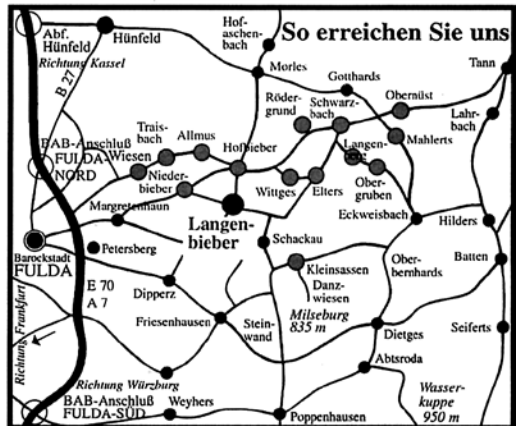 So erreichen Sie uns
Abf.
Hünfeld
Hünfeld
Hof-
aschen-
bach
Richtung Kassel
B 27
Morles
Gotthards
Tann
Röder-
grund
Schwarz-
bach
Obernüst
Lahr-
bach
BAB-Anschluß
FULDA-
NORD
Trais-
bach
Allmus
Wiesen
Hofbieber
Langen-
Mahlerts
Nieder-
bieber
Wittges
Elters
Ober-
gruben
Margretenhaun
Langen-
bieber
Eckweisbach
Hilders
Petersberg
Barockstadt
FULDA
Schackau
Ober-
bernhards
Batten
Kleinsassen
Danz-
wiesen
Milseburg
835 m
Dipperz
E 70
A 7
Richtung Frankfurt
Friesenhausen
Stein-
wand
Dietges
Seiferts
Abtsroda
Richtung Würzburg
BAB-Anschluß
FULDA-SÜD
Weyhers
Poppenhausen
Wasser-
kuppe
950 m